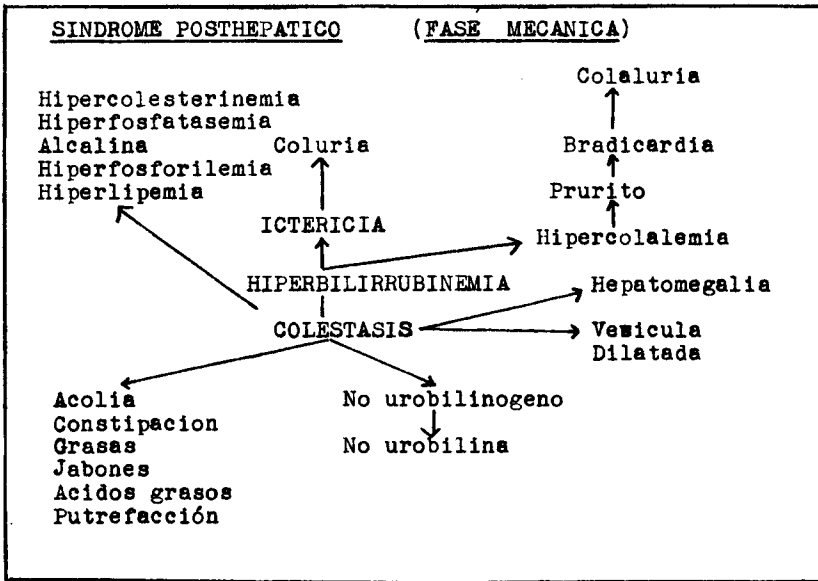 SINDROME POSTHEPATICO (FASE MECANICA)
Colaluria
Hipercolesterinemia
Hiperfosfatasemia
Alcalina
Hiperfosforilemia
Hiperlipemia
Coluria
Bradicardia
Prurito
ICTERICIA
Hipercolalemia
HIPERBILIRRUBINEMIA
Hepatomegalia
COLESTASIS
Vesicula
Dilatada
Acolia
Constipacion
Grasas
Jabones
Acidos grasos
Putrefacción
No urobilinogeno
No urobilina